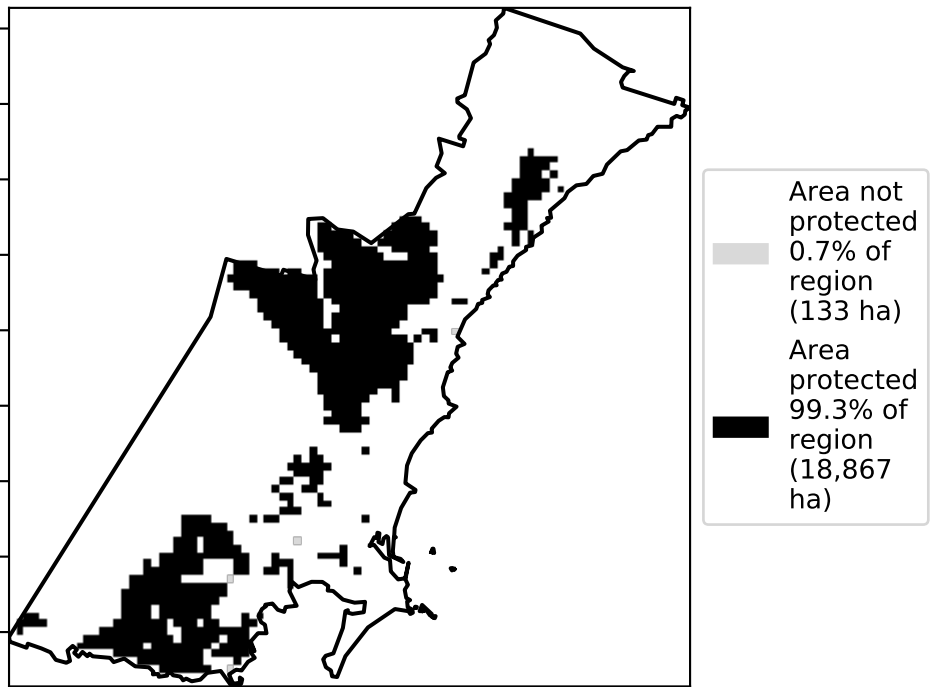 Area not
protected
0.7% of
region
(133 ha)
Area
protected
99.3% of
region
(18,867
ha)